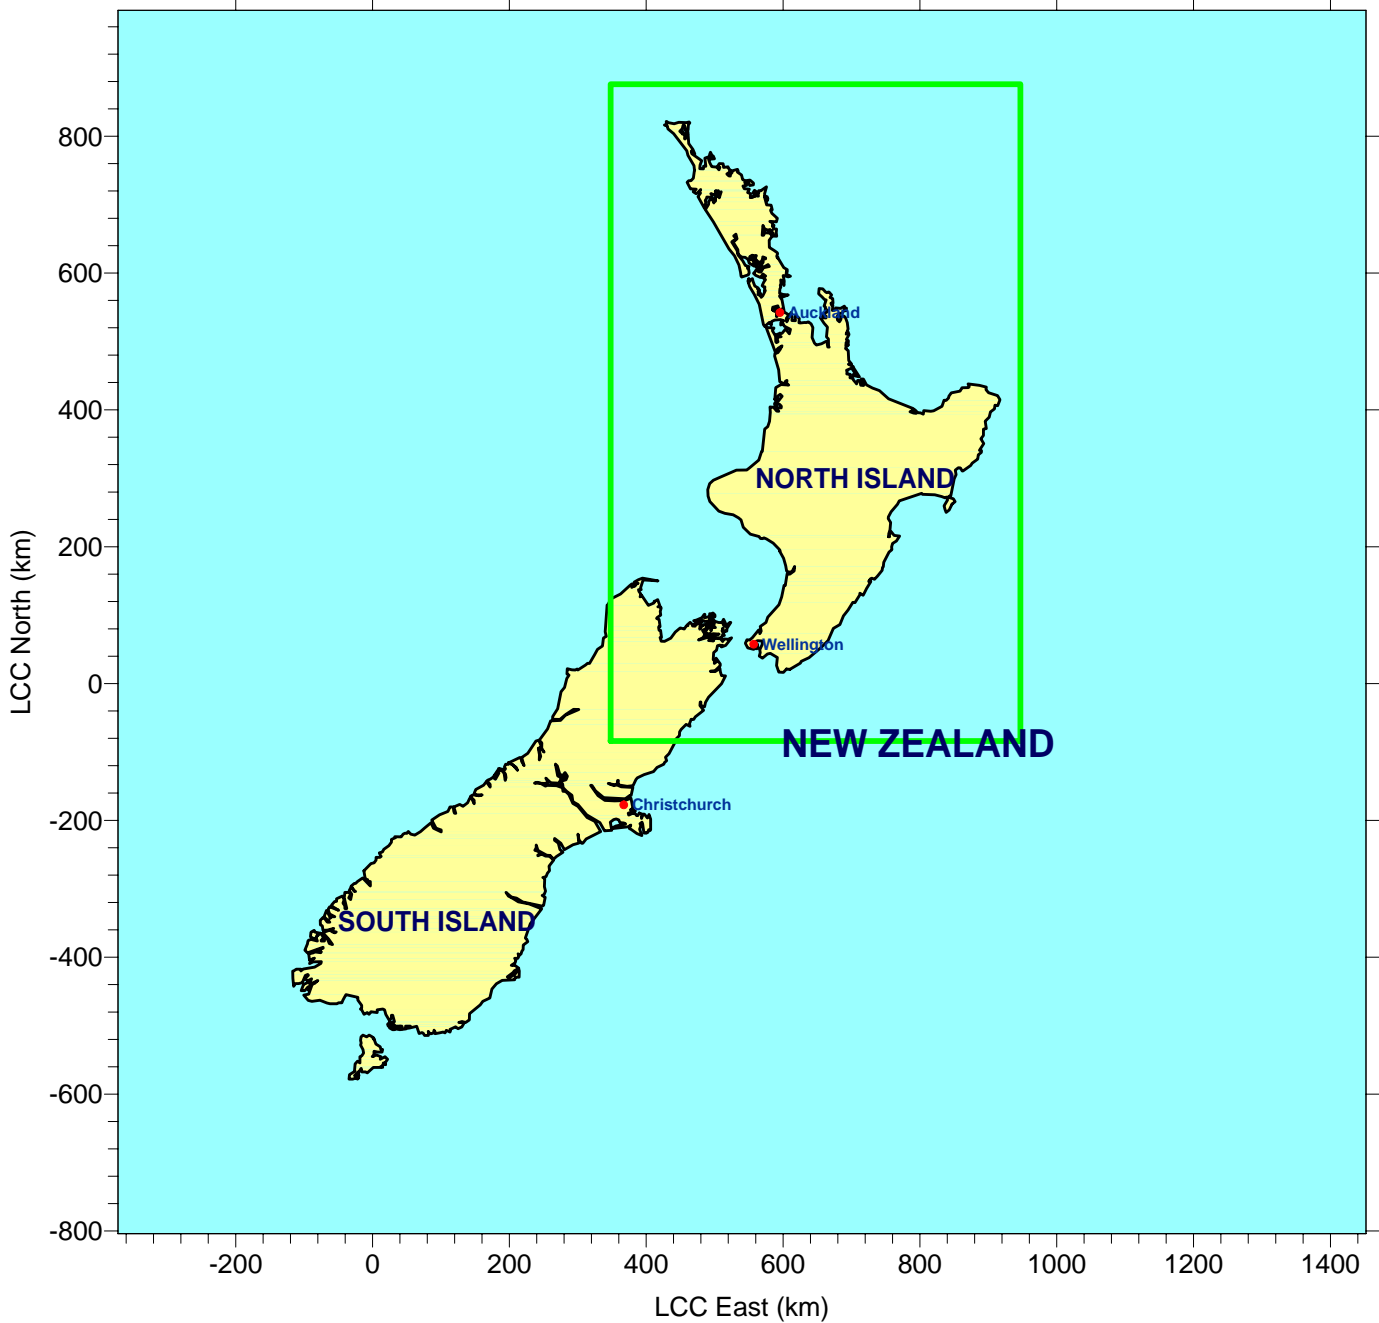 800
600
Auckland
400
NORTH ISLAND
200
Wellington
0
NEW ZEALAND
Christchurch
-200
SOUTH ISLAND
-400
-600
-800
LCC North (km)
-200 0 200 400 600 800 1000 1200 1400
LCC East (km)